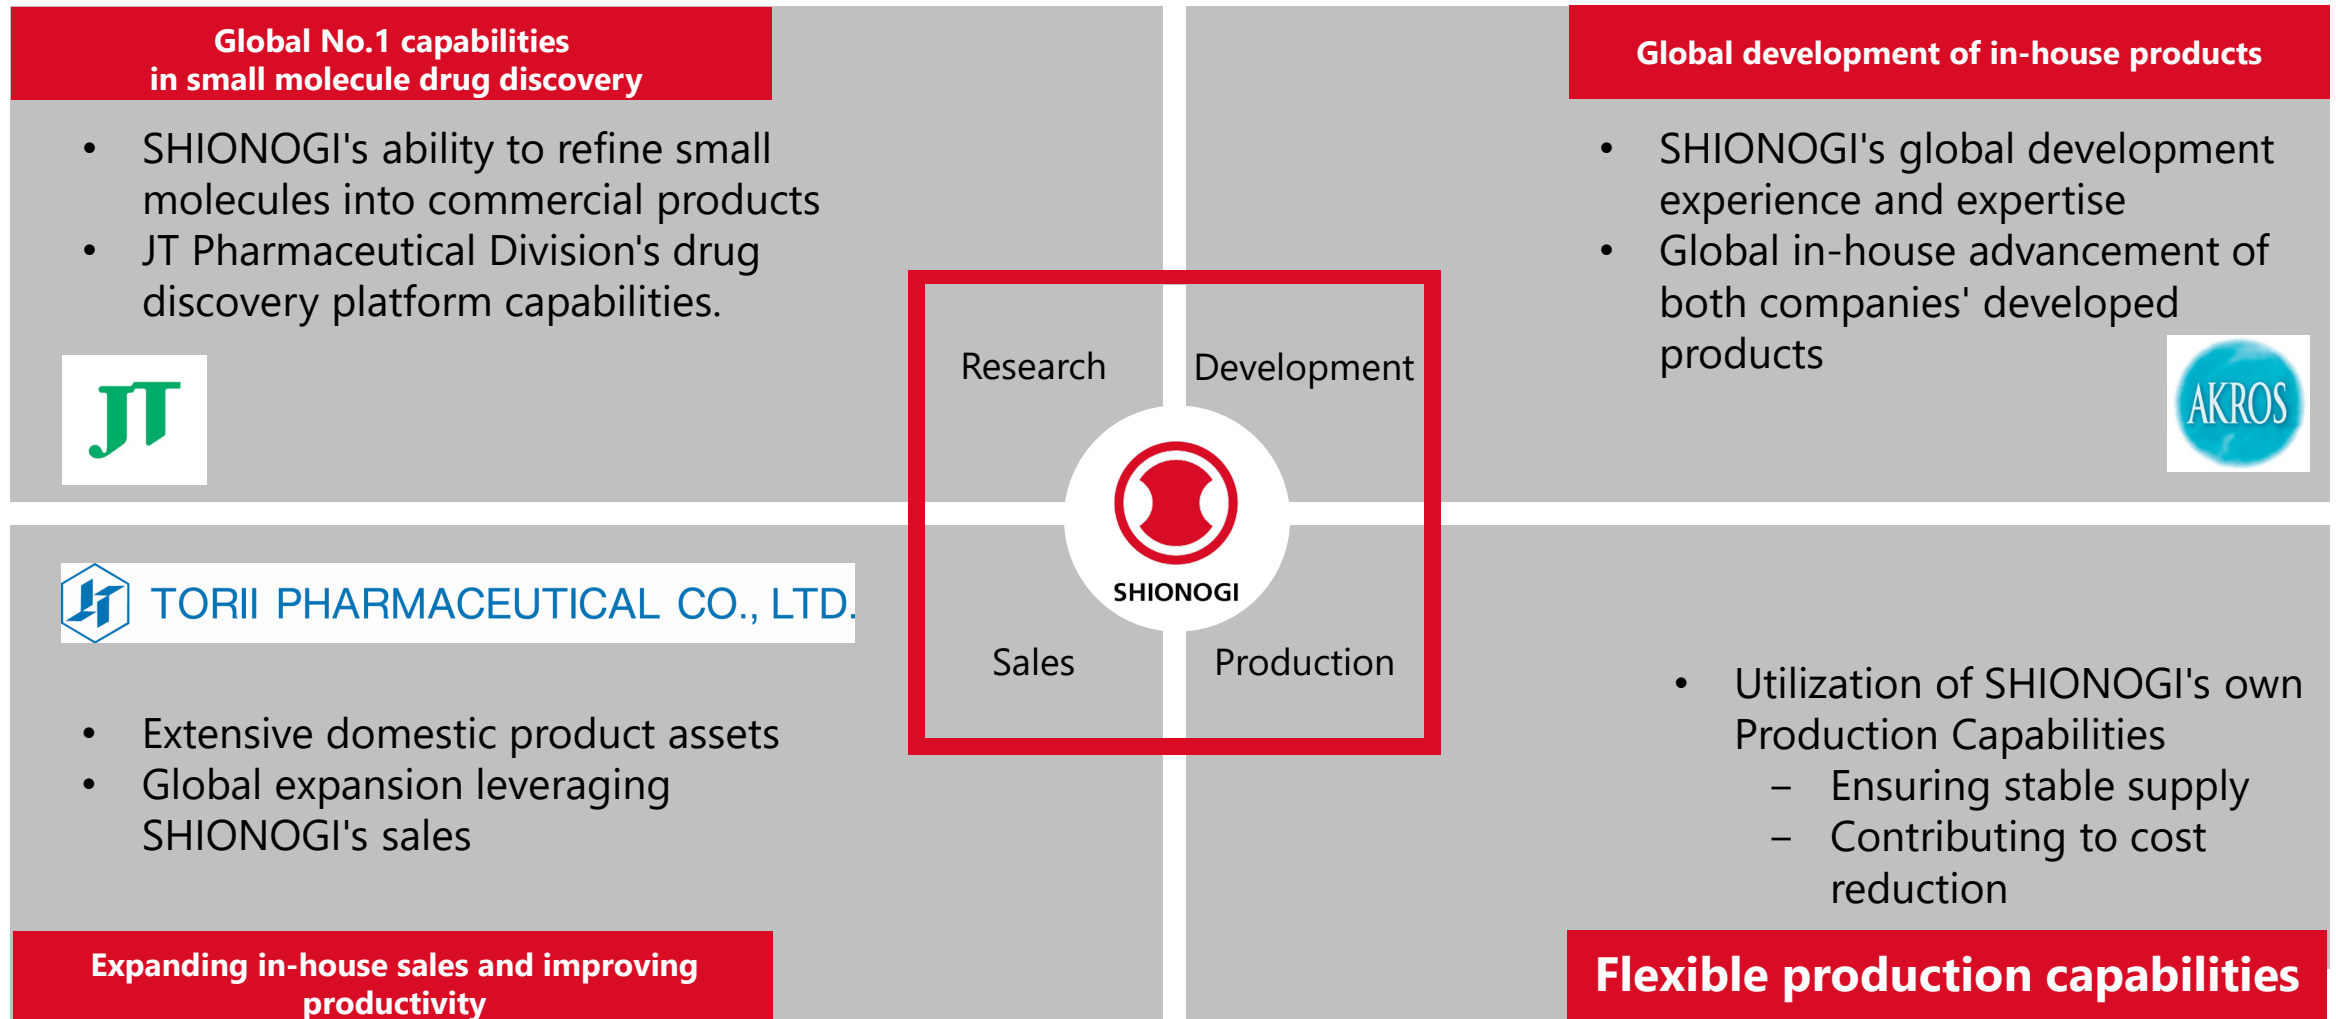 Global No.1 capabilities
in small molecule drug discovery
• SHIONOGI's ability to refine small
molecules into commercial products
• JT Pharmaceutical Division's drug
discovery platform capabilities.
JT
Global development of in-house products
• SHIONOGI's global development
experience and expertise
• Global in-house advancement of
both companies' developed
products
AKROS
Research
Development
SHIONOGI
Sales
Production
TORII PHARMACEUTICAL CO., LTD.
• Extensive domestic product assets
• Global expansion leveraging
SHIONOGI's sales
Expanding in-house sales and improving
productivity
• Utilization of SHIONOGI's own
Production Capabilities
– Ensuring stable supply
– Contributing to cost
reduction
Flexible production capabilities